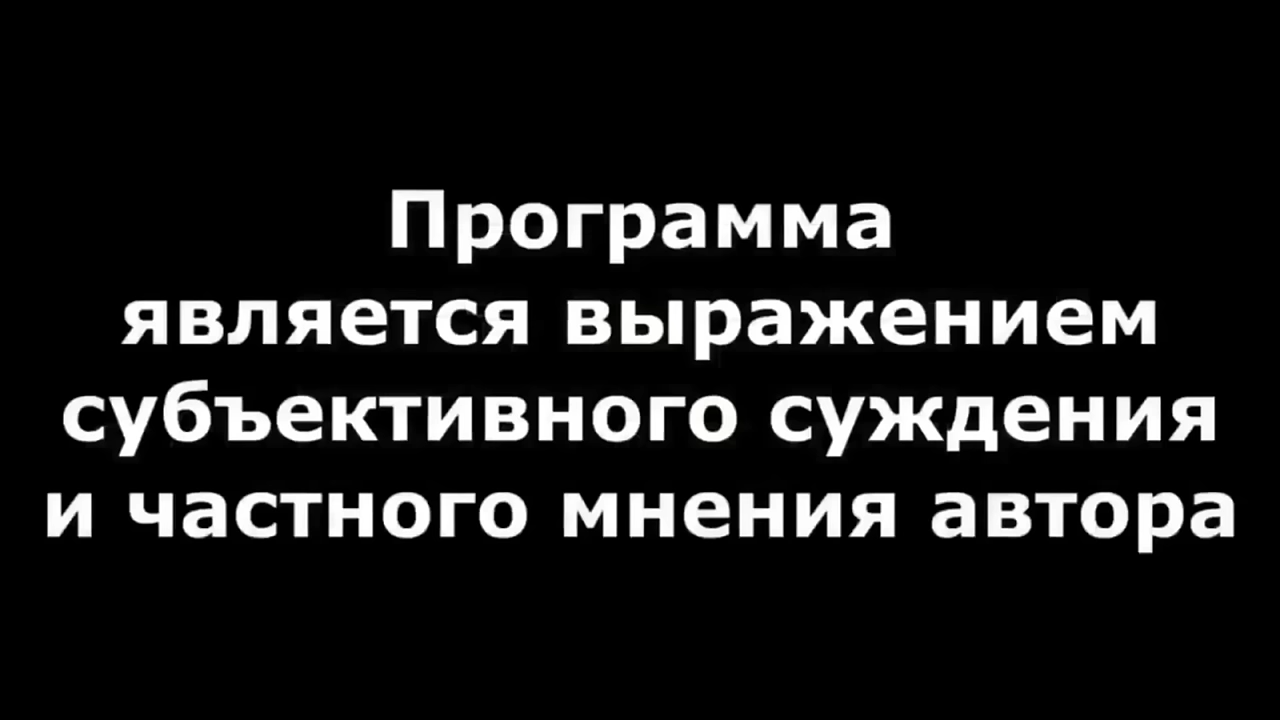 Программа
является выражением
субъективного суждения
и частного мнения автора